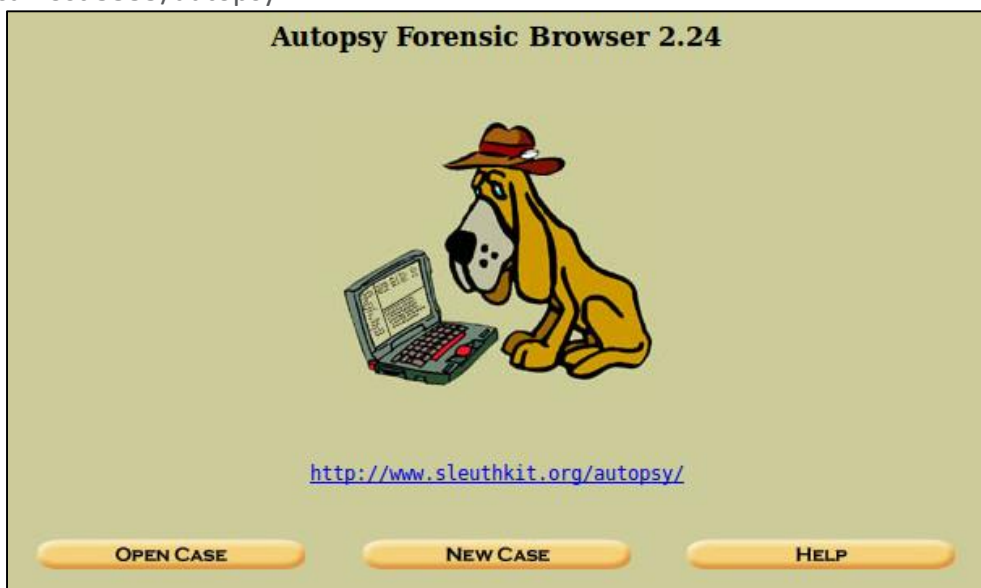 Autopsy Forensic Browser 2.24
http://www.sleuthkit.org/autopsy/
OPEN CASE
NEW CASE
HELP